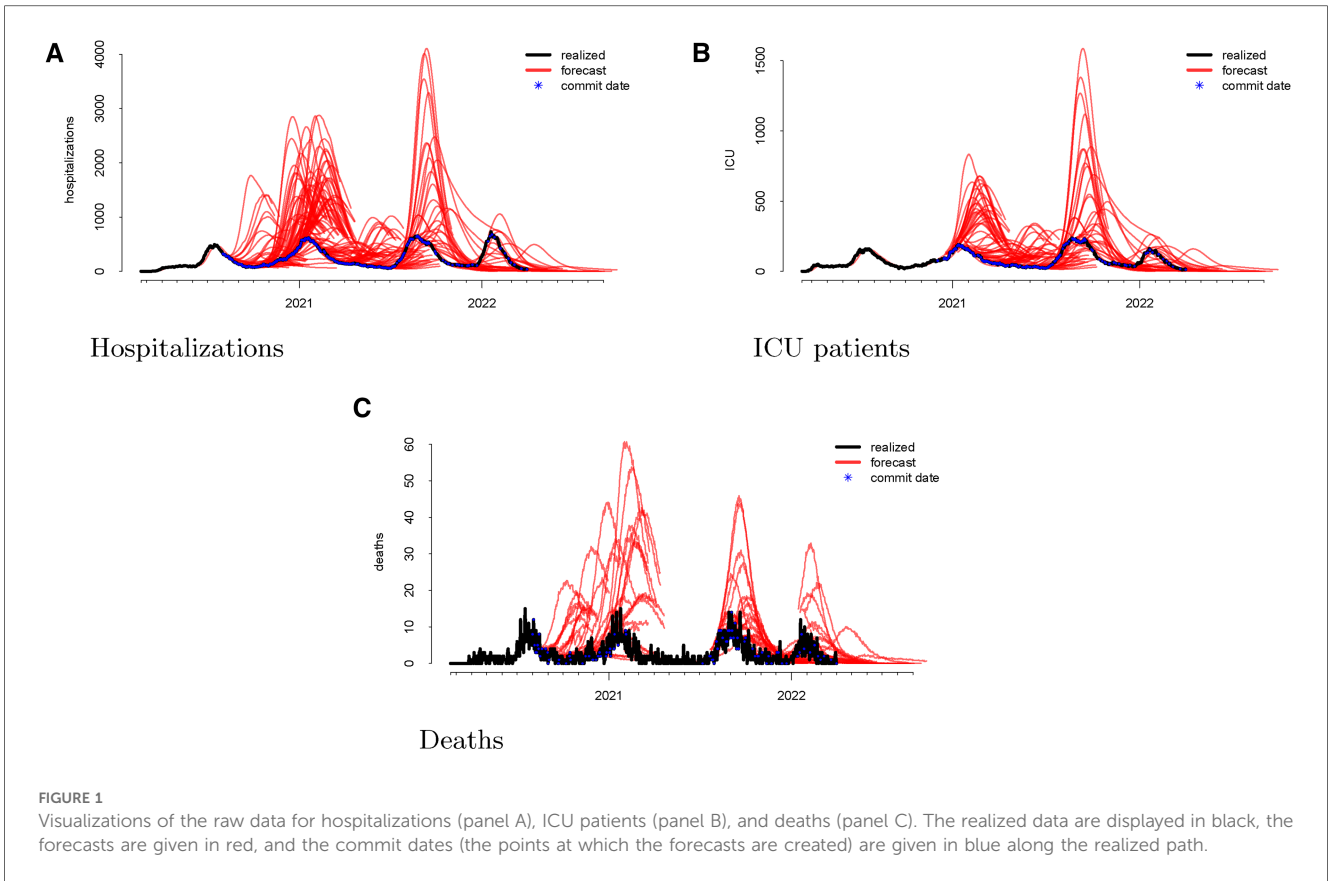 A
hospitalizations
4000
3000
2000
1000
0
2021
2022
realized
forecast
commit date
Hospitalizations
B
ICU
1500
1000
500
0
2021
2022
realized
forecast
commit date
ICU patients
C
deaths
60
50
40
30
20
10
0
2021
2022
realized
forecast
commit date
Deaths
FIGURE 1
Visualizations of the raw data for hospitalizations (panel A), ICU patients (panel B), and deaths (panel C). The realized data are displayed in black, the
forecasts are given in red, and the commit dates (the points at which the forecasts are created) are given in blue along the realized path.